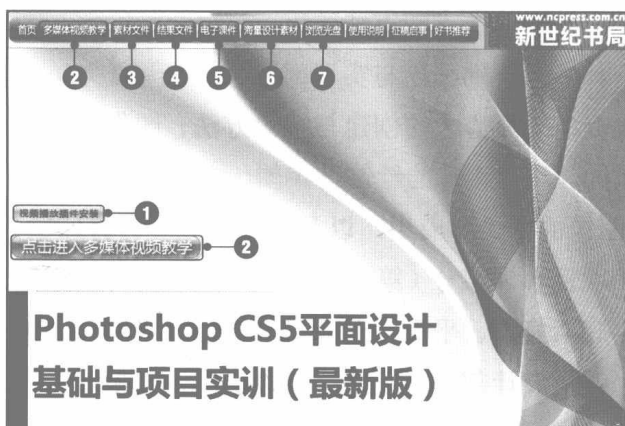 www.ncpress.com.cn
首页 多媒体视频教学 | 素材文件 | 结果文件 | 电子课件 | 海量设计素材 | 浏览光盘 | 使用说明 | 征稿启事 | 好书推荐
新世纪书局
2 3 4 5 6 7
视频播放插件安装 1
点击进入多媒体视频教学 2
Photoshop CS5平面设计
基础与项目实训（最新版）